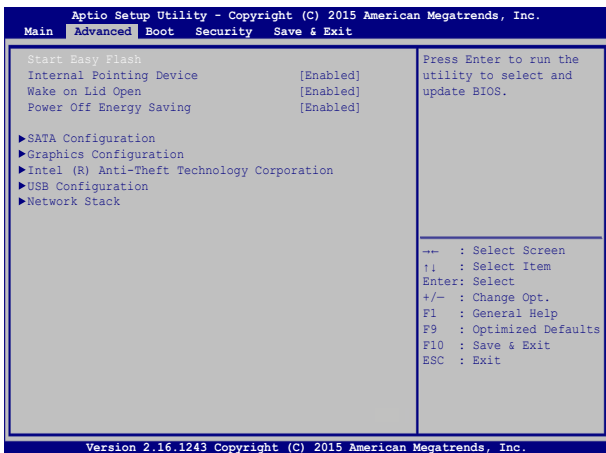 Aptio Setup Utility - Copyright (C) 2015 American Megatrends, Inc.
Main Advanced Boot Security Save & Exit
Start Easy Flash
Internal Pointing Device [Enabled]
Wake on Lid Open [Enabled]
Power Off Energy Saving [Enabled]
▶SATA Configuration
▶Graphics Configuration
▶Intel (R) Anti-Theft Technology Corporation
▶USB Configuration
▶Network Stack
Press Enter to run the
utility to select and
update BIOS.
→← : Select Screen
↑↓ : Select Item
Enter: Select
+/— : Change Opt.
F1 : General Help
F9 : Optimized Defaults
F10 : Save & Exit
ESC : Exit
Version 2.16.1243 Copyright (C) 2015 American Megatrends, Inc.